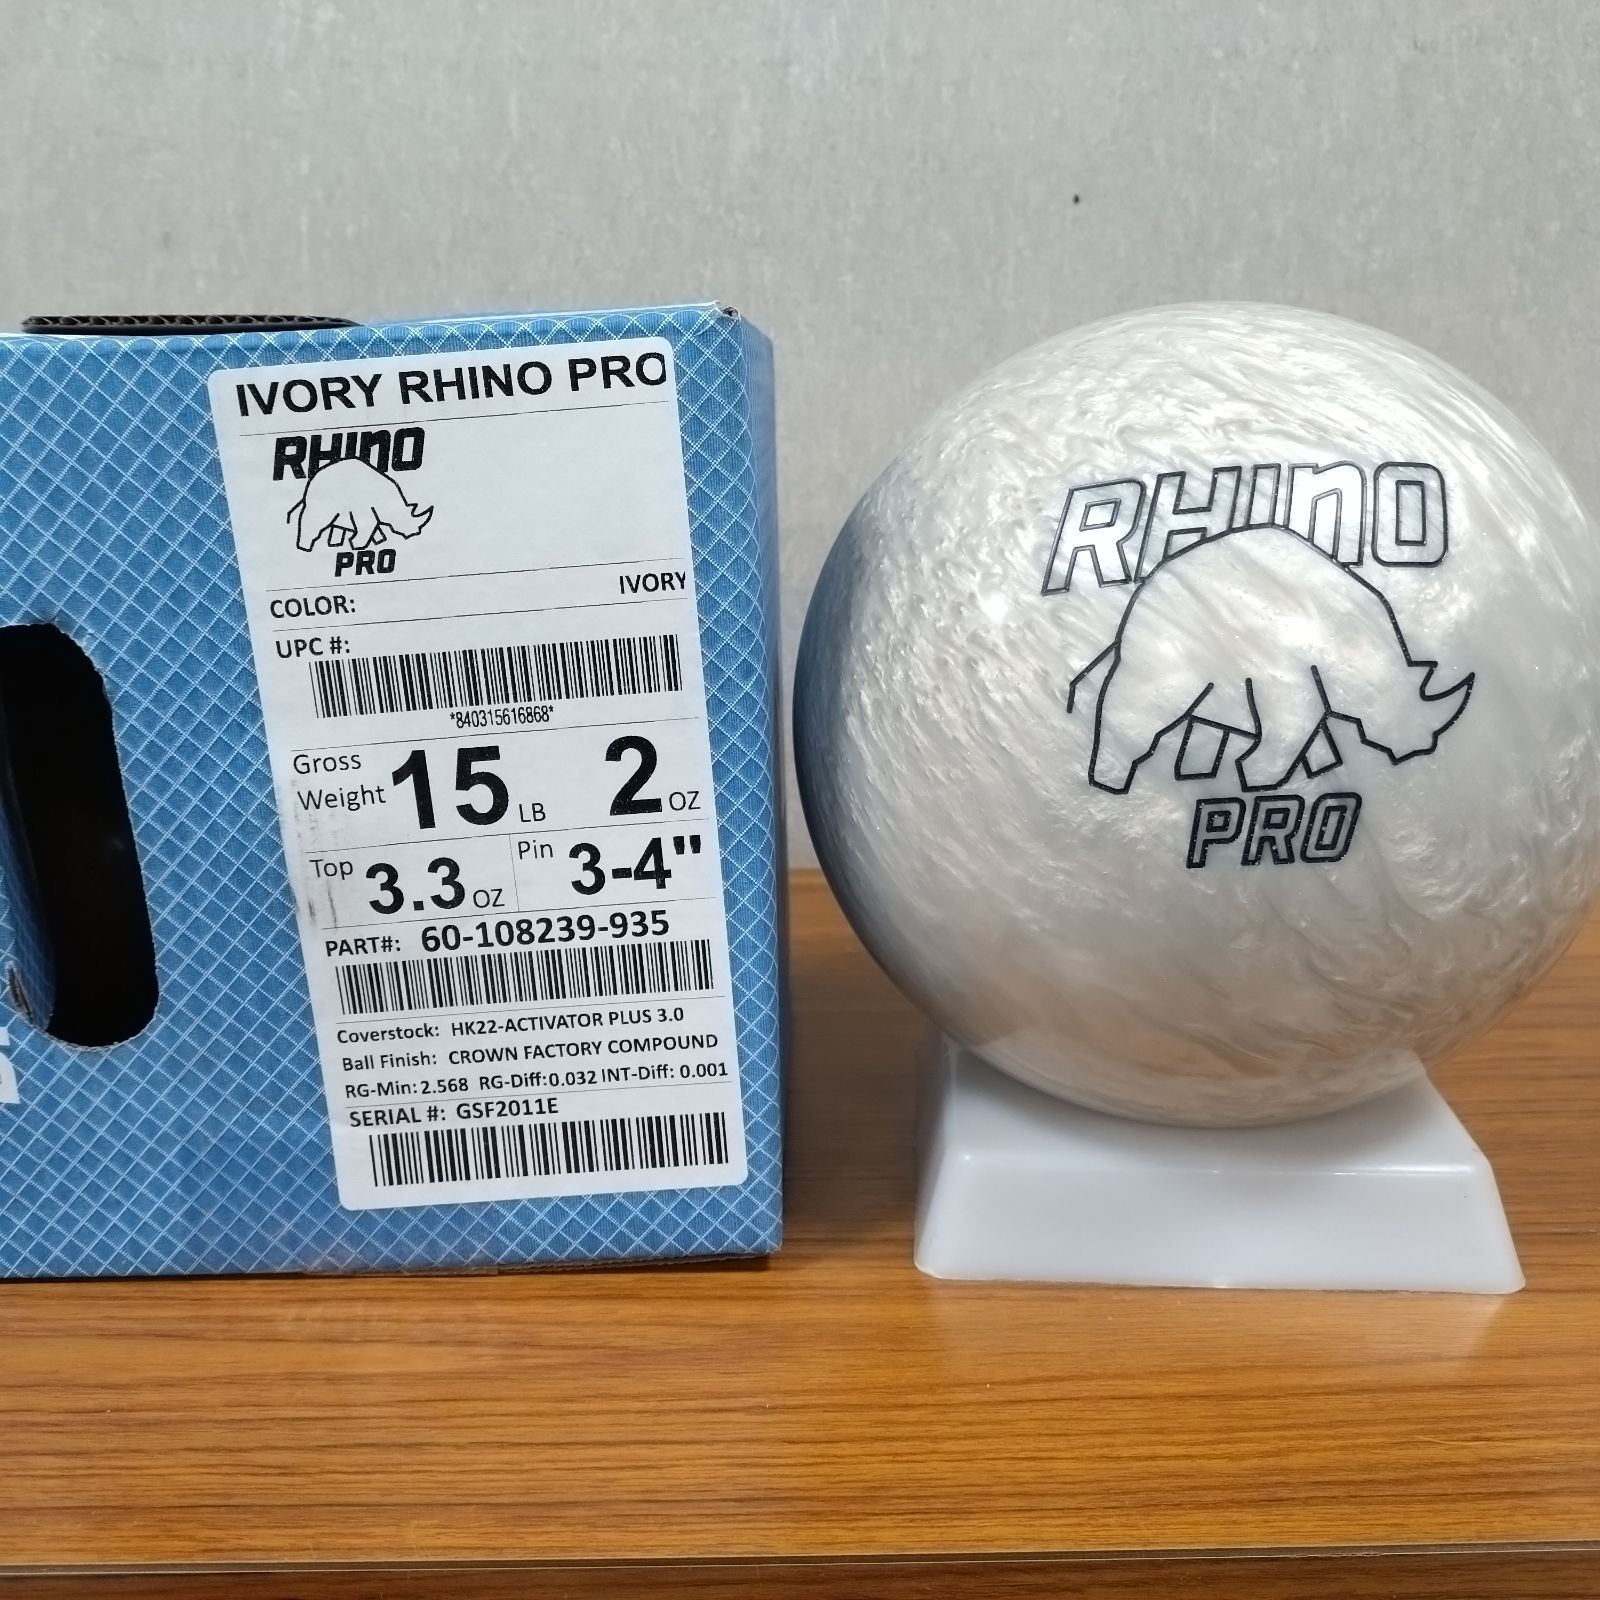 IVORY RHINO PRO
RHINO
PRO
COLOR: IVORY
UPC #:
*840315616868*
Gross Weight 15 LB 2 OZ
Top 3.3 OZ Pin 3-4"
PART#: 60-108239-935
Coverstock: HK22-ACTIVATOR PLUS 3.0
Ball Finish: CROWN FACTORY COMPOUND
RG-Min: 2.568 RG-Diff: 0.032 INT-Diff: 0.001
SERIAL #: GSF2011E
RHINO
PRO